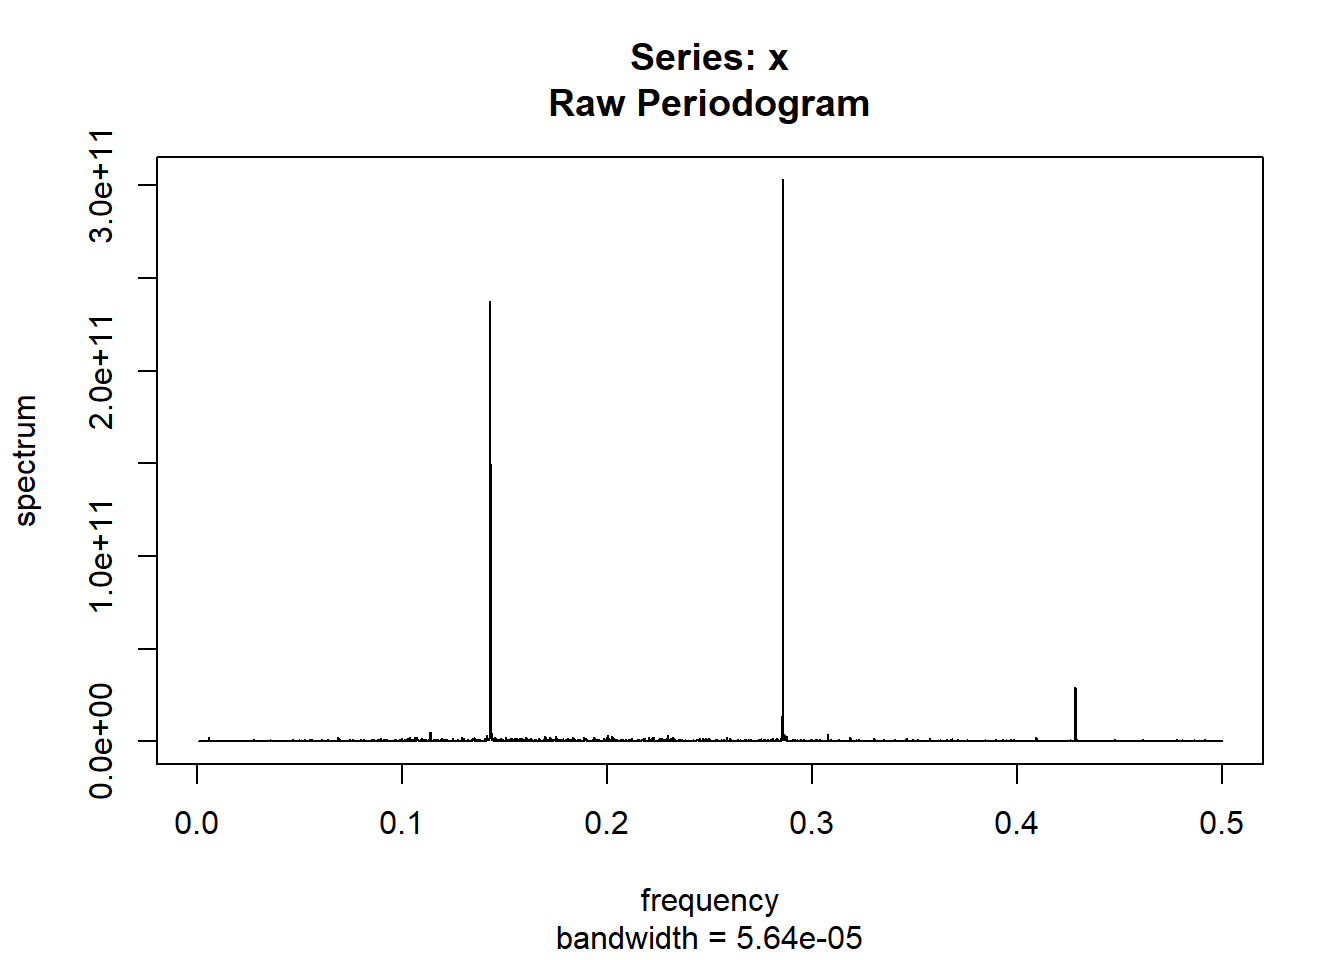 Series: x
Raw Periodogram
spectrum
3.0e+11
2.0e+11
1.0e+11
0.0e+00
0.0 0.1 0.2 0.3 0.4 0.5
frequency
bandwidth = 5.64e-05